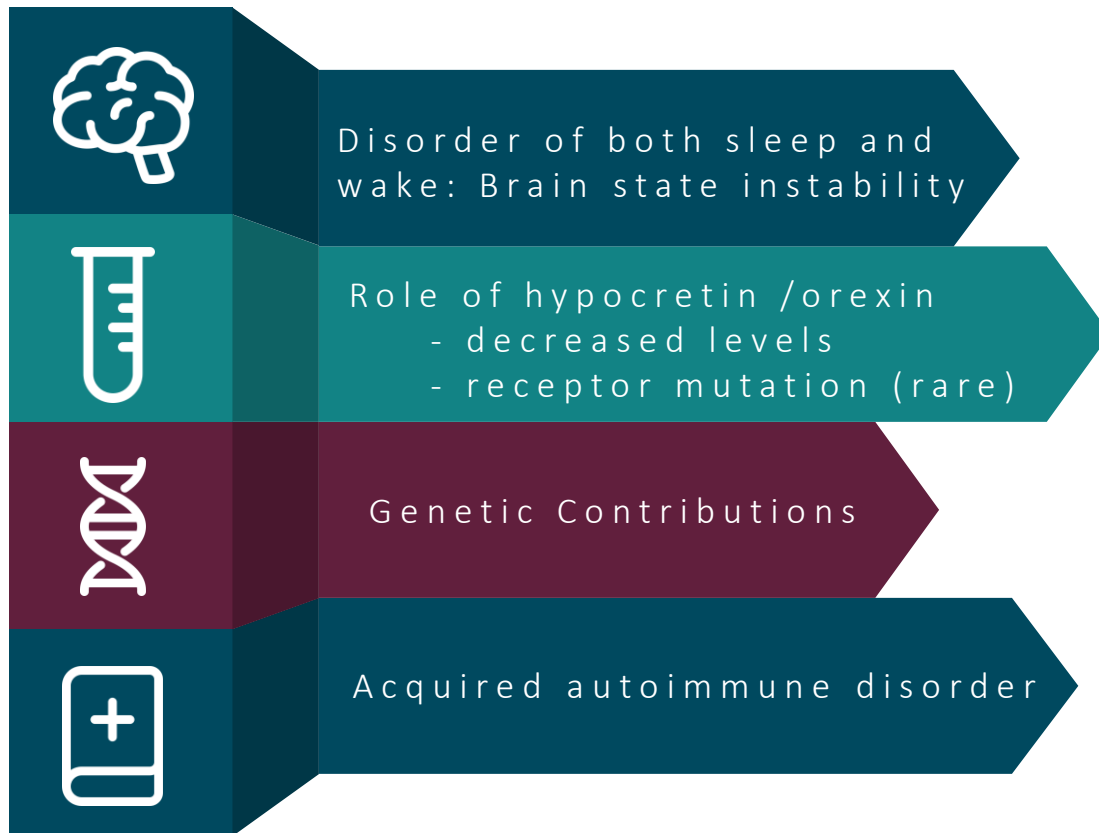 Disorder of both sleep and
wake: Brain state instability
Role of hypocretin /orexin
- decreased levels
- receptor mutation (rare)
Genetic Contributions
Acquired autoimmune disorder